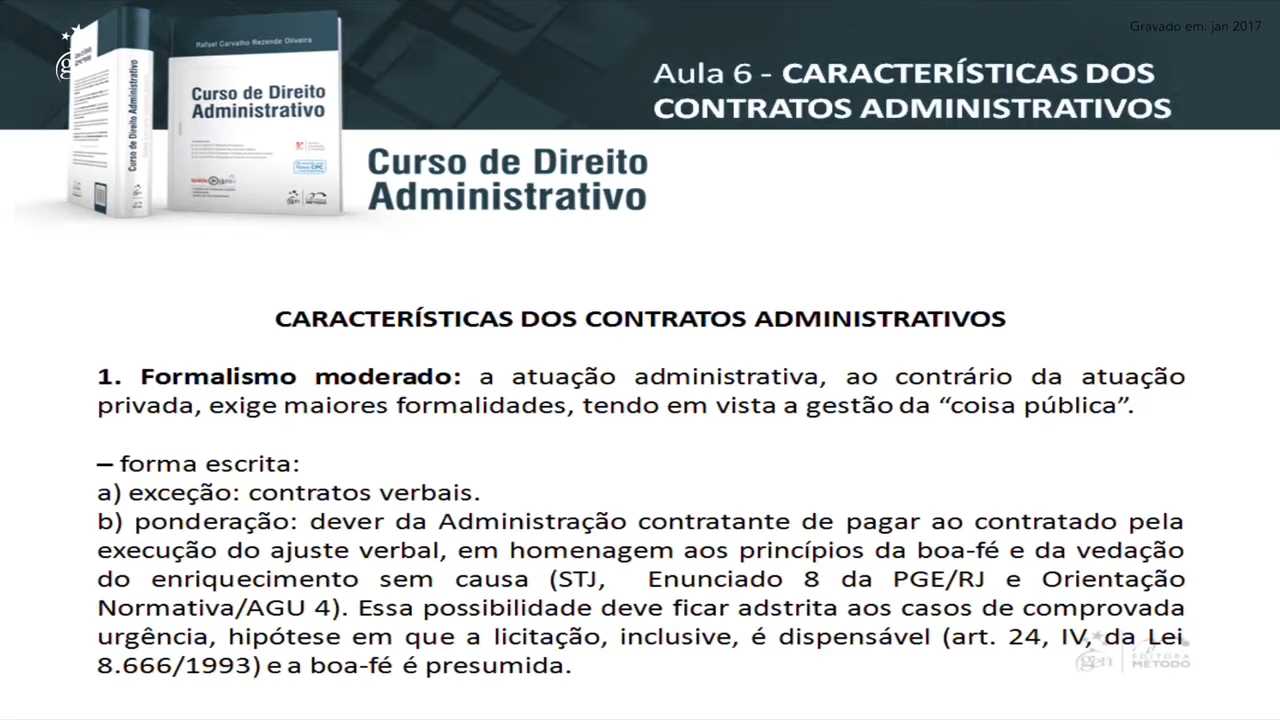 Gravado em: jan 2017
Aula 6 - CARACTERÍSTICAS DOS
CONTRATOS ADMINISTRATIVOS
Rafael Carvalho Rezende Oliveira
Curso de Direito
Administrativo
Curso de Direito Administrativo
Curso de Direito
Administrativo
CARACTERÍSTICAS DOS CONTRATOS ADMINISTRATIVOS
1. Formalismo moderado: a atuação administrativa, ao contrário da atuação
privada, exige maiores formalidades, tendo em vista a gestão da “coisa pública”.
– forma escrita:
a) exceção: contratos verbais.
b) ponderação: dever da Administração contratante de pagar ao contratado pela
execução do ajuste verbal, em homenagem aos princípios da boa-fé e da vedação
do enriquecimento sem causa (STJ, Enunciado 8 da PGE/RJ e Orientação
Normativa/AGU 4). Essa possibilidade deve ficar adstrita aos casos de comprovada
urgência, hipótese em que a licitação, inclusive, é dispensável (art. 24, IV, da Lei
8.666/1993) e a boa-fé é presumida.
gen
EDITORA
MÉTODO